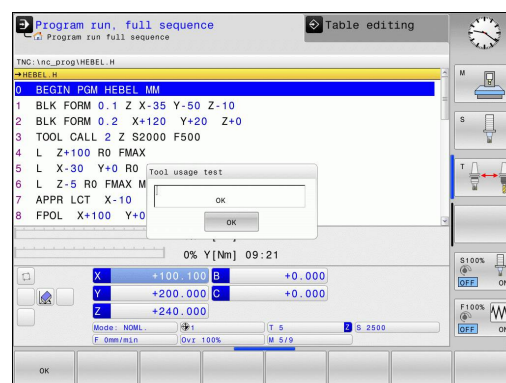 Program run, full sequence
Table editing
Program run full sequence
TNC:\nc_prog\HEBEL.H
→HEBEL.H
0 BEGIN PGM HEBEL MM
1 BLK FORM 0.1 Z X-35 Y-50 Z-10
2 BLK FORM 0.2 X+120 Y+20 Z+0
3 TOOL CALL 2 Z S2000 F500
4 L Z+100 R0 FMAX
5 L X-30 Y+0 R0
6 L Z-5 R0 FMAX M
7 APPR LCT X-10
8 FPOL X+100 Y+0
Tool usage test
OK
OK
0% Y[Nm] 09:21
X +100.100 B +0.000
Y +200.000 C +0.000
Z +240.000
Mode: NOML. 1 T 5 Z S 2500
F 0mm/min Ovr 100% M 5/9
OK
M
S
T
S100%
OFF ON
F100%
OFF ON